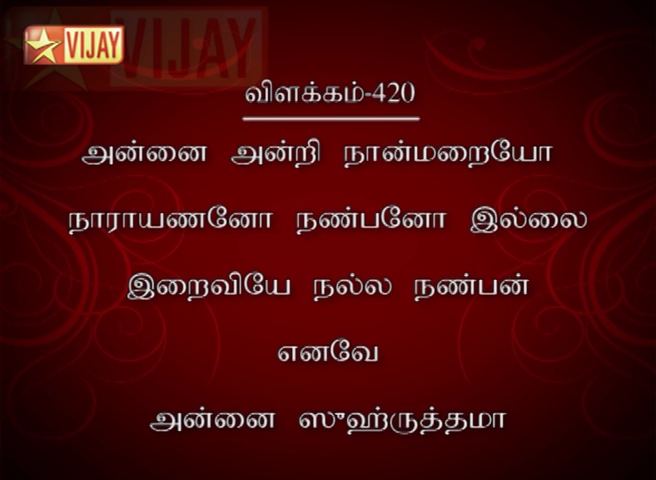 VIJAY
விளக்கம்-420
அன்னை அன்றி நான்மறையோ
நாராயணனோ நண்பனோ இல்லை
இறைவியே நல்ல நண்பன்
எனவே
அன்னை ஸுஹ்ருத்தமா